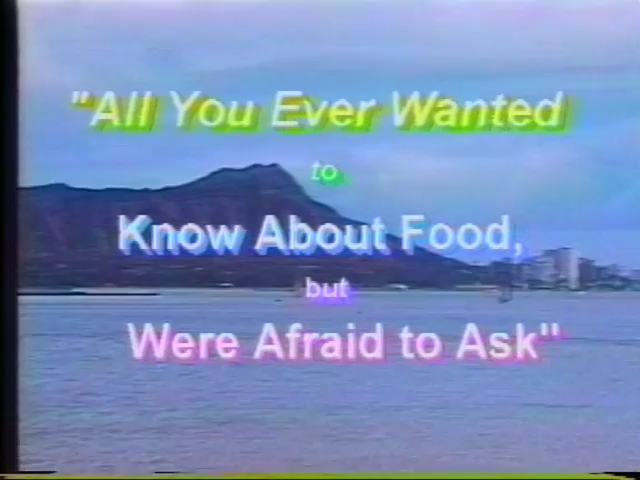 "All You Ever Wanted
to
Know About Food,
but
Were Afraid to Ask"